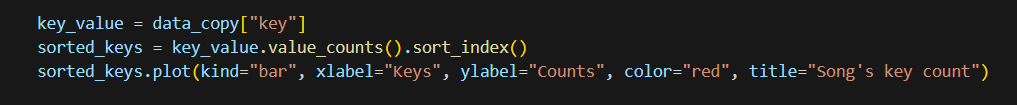 key_value = data_copy["key"]
sorted_keys = key_value.value_counts().sort_index()
sorted_keys.plot(kind="bar", xlabel="Keys", ylabel="Counts", color="red", title="Song's key count")